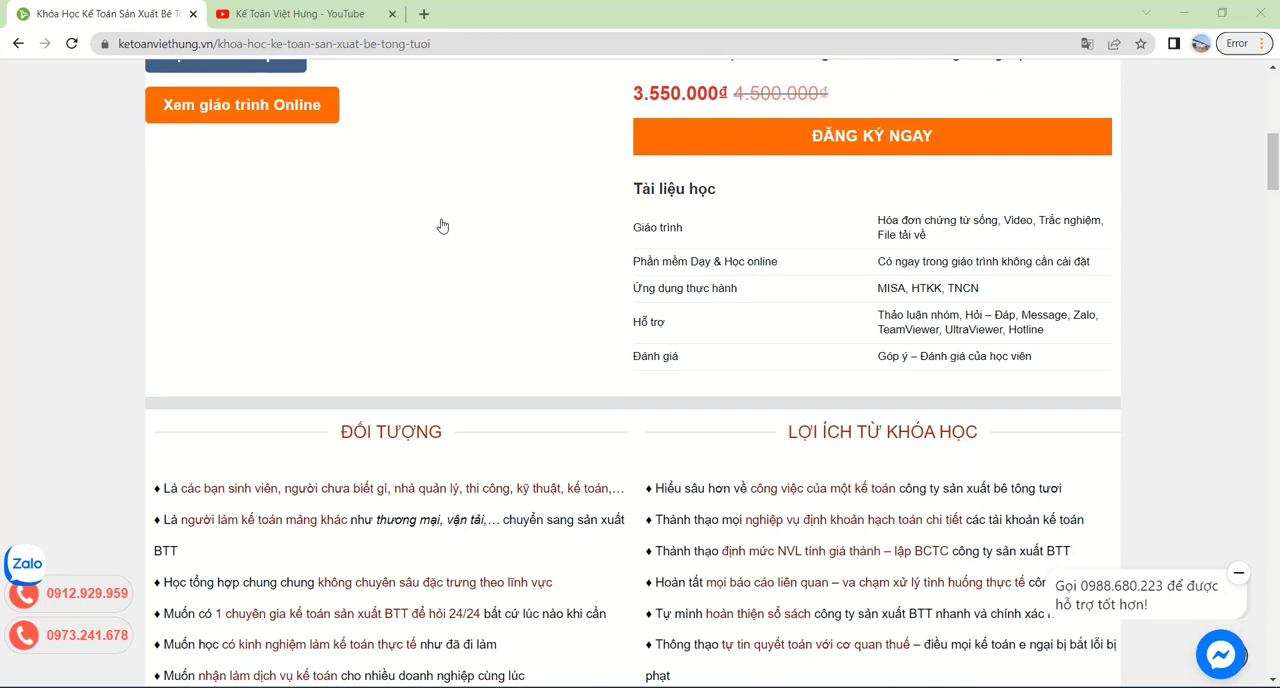 Khóa Học Kế Toán Sản Xuất Bê T
Kế Toán Việt Hưng - YouTube
ketoanviethung.vn/khoa-hoc-ke-toan-san-xuat-be-tong-tuoi
Error
Xem giáo trình Online
3.550.000₫ 4.500.000₫
ĐĂNG KÝ NGAY
Tài liệu học
Giáo trình
Hóa đơn chứng từ sống, Video, Trắc nghiệm,
File tải về
Phần mềm Dạy & Học online
Có ngay trong giáo trình không cần cài đặt
Ứng dụng thực hành
MISA, HTKK, TNCN
Hỗ trợ
Thảo luận nhóm, Hỏi – Đáp, Message, Zalo,
TeamViewer, UltraViewer, Hotline
Đánh giá
Góp ý – Đánh giá của học viên
ĐỐI TƯỢNG
♦ Là các bạn sinh viên, người chưa biết gì, nhà quản lý, thi công, kỹ thuật, kế toán,…
♦ Là người làm kế toán mảng khác như thương mại, vận tải,… chuyển sang sản xuất
BTT
♦ Học tổng hợp chung chung không chuyên sâu đặc trưng theo lĩnh vực
♦ Muốn có 1 chuyên gia kế toán sản xuất BTT để hỏi 24/24 bất cứ lúc nào khi cần
♦ Muốn học có kinh nghiệm làm kế toán thực tế như đã đi làm
♦ Muốn nhận làm dịch vụ kế toán cho nhiều doanh nghiệp cùng lúc
LỢI ÍCH TỪ KHÓA HỌC
♦ Hiểu sâu hơn về công việc của một kế toán công ty sản xuất bê tông tươi
♦ Thành thạo mọi nghiệp vụ định khoản hạch toán chi tiết các tài khoản kế toán
♦ Thành thạo định mức NVL tính giá thành – lập BCTC công ty sản xuất BTT
♦ Hoàn tất mọi báo cáo liên quan – va chạm xử lý tình huống thực tế
♦ Tự mình hoàn thiện sổ sách công ty sản xuất BTT nhanh và chính xác
♦ Thông thạo tự tin quyết toán với cơ quan thuế – điều mọi kế toán e ngại bị bắt lỗi bị
phạt
Zalo
0912.929.959
0973.241.678
Gọi 0988.680.223 để được
hỗ trợ tốt hơn!